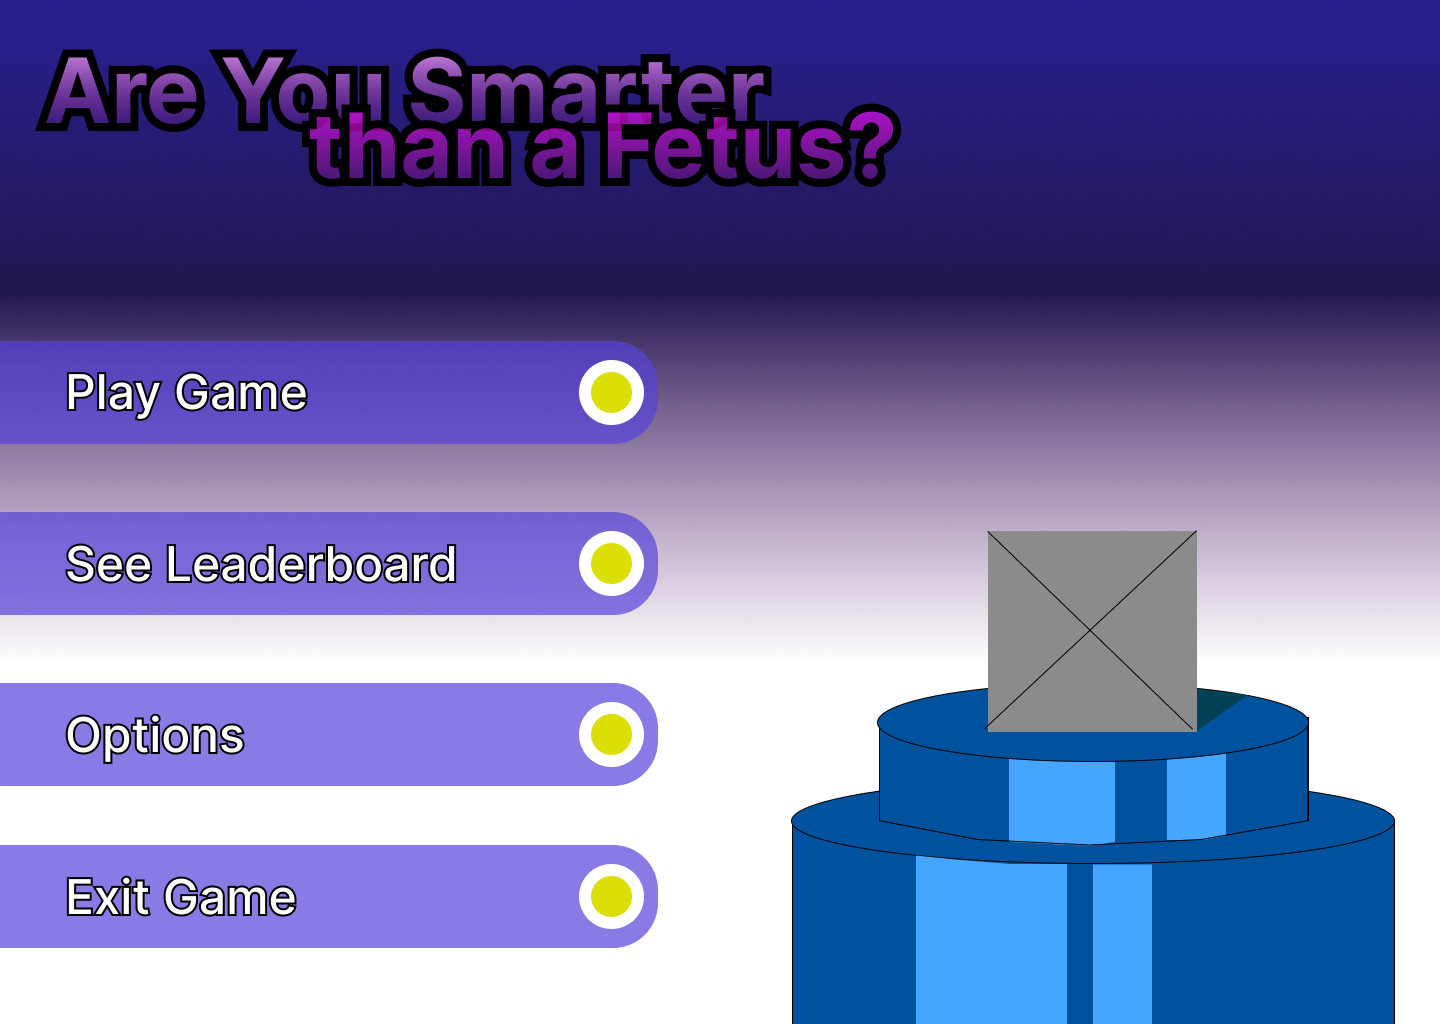 Are You Smarter
than a Fetus?
Play Game
See Leaderboard
Options
Exit Game